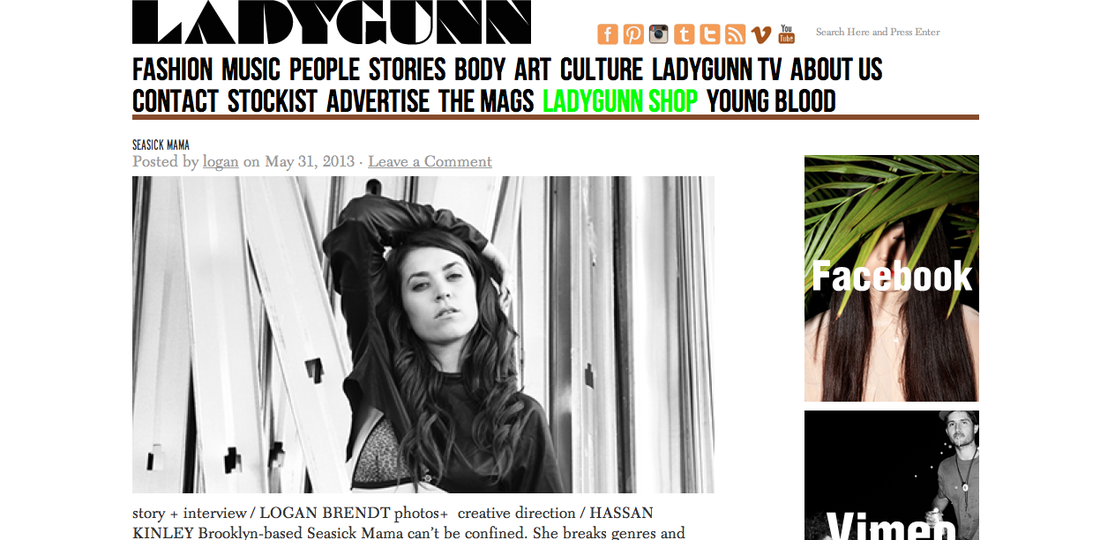 LADYGUNN
You
Tube
Search Here and Press Enter
FASHION MUSIC PEOPLE STORIES BODY ART CULTURE LADYGUNN TV ABOUT US
CONTACT STOCKIST ADVERTISE THE MAGS LADYGUNN SHOP YOUNG BLOOD
SEASICK MAMA
Posted by logan on May 31, 2013 · Leave a Comment
Facebook
Vimeo
story + interview / LOGAN BRENDT photos+ creative direction / HASSAN
KINLEY Brooklyn-based Seasick Mama can’t be confined. She breaks genres and